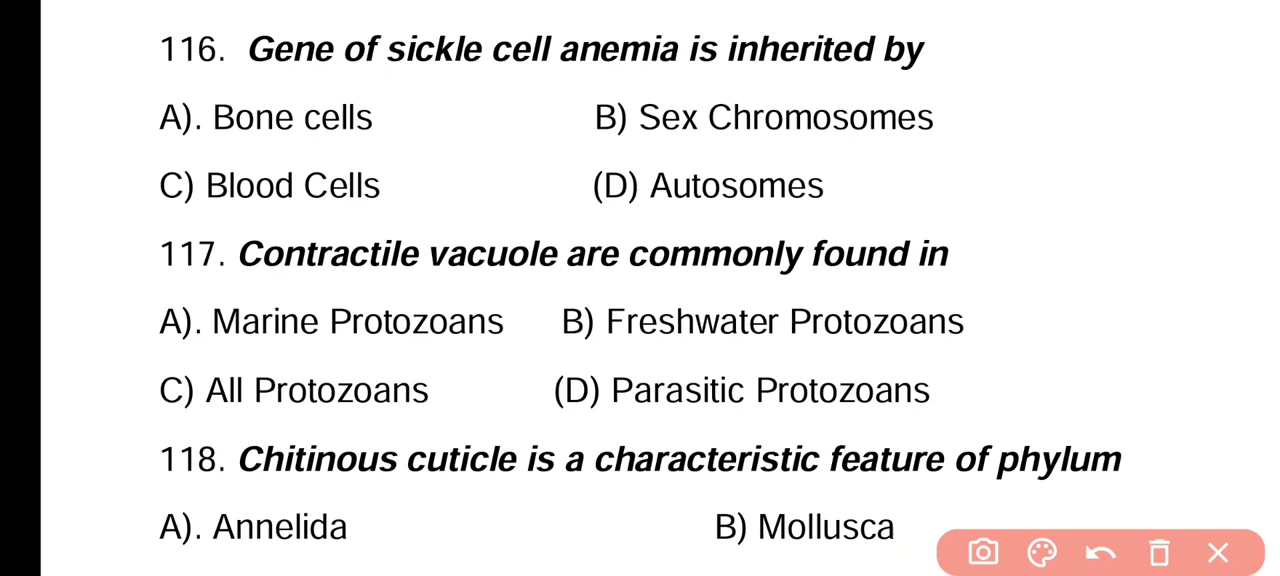 116. Gene of sickle cell anemia is inherited by
A). Bone cells B) Sex Chromosomes
C) Blood Cells (D) Autosomes
117. Contractile vacuole are commonly found in
A). Marine Protozoans B) Freshwater Protozoans
C) All Protozoans (D) Parasitic Protozoans
118. Chitinous cuticle is a characteristic feature of phylum
A). Annelida B) Mollusca